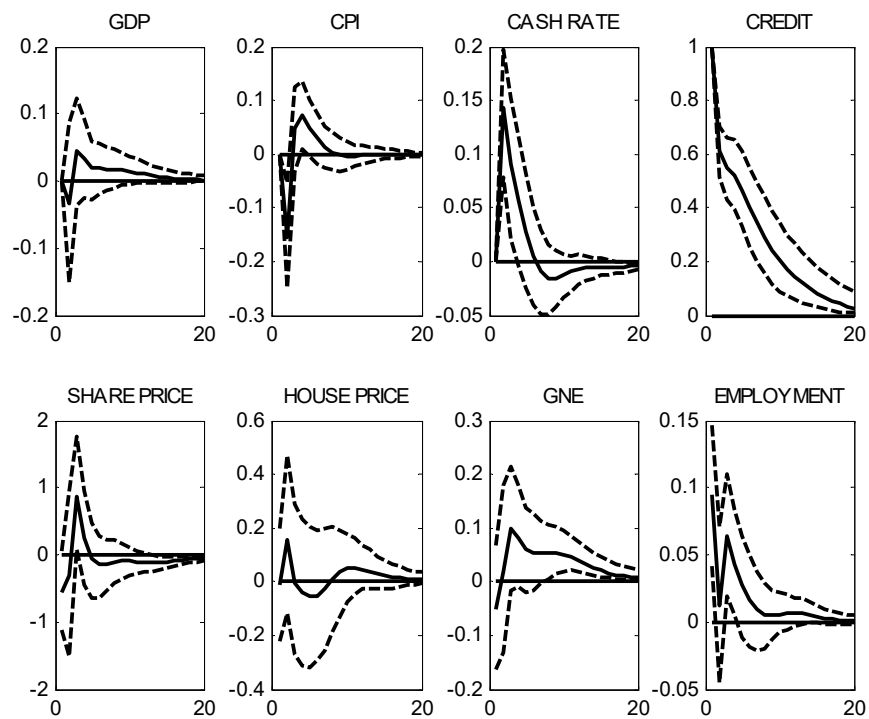 GDP CPI CASH RATE CREDIT
0.2 0.2 0.2 1
0.1 0.1 0.15 0.8
0 0 0.1 0.6
-0.1 -0.1 0.05 0.4
-0.2 -0.2 0 0.2
-0.3 -0.05 0
0 20 0 20 0 20 0 20
SHARE PRICE HOUSE PRICE GNE EMPLOYMENT
2 0.6 0.3 0.15
1 0.4 0.2 0.1
0 0.2 0.1 0.05
-1 0 0 0
-2 -0.2 -0.1 -0.05
-0.4 -0.2
0 20 0 20 0 20 0 20